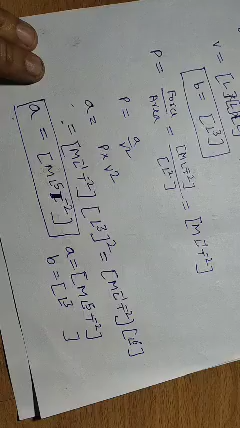 V = [L³]
b = [L³]
P = Force / Area = [MLT⁻²] / [L²] = [ML⁻¹T⁻²]
P = a / V²
a = P × V²
∴ = [ML⁻¹T⁻²] [L³]² = [ML⁻¹T⁻²] [L⁶]
a = [ML⁵T⁻²]
a = [ML⁵T⁻²]
b = [L³]